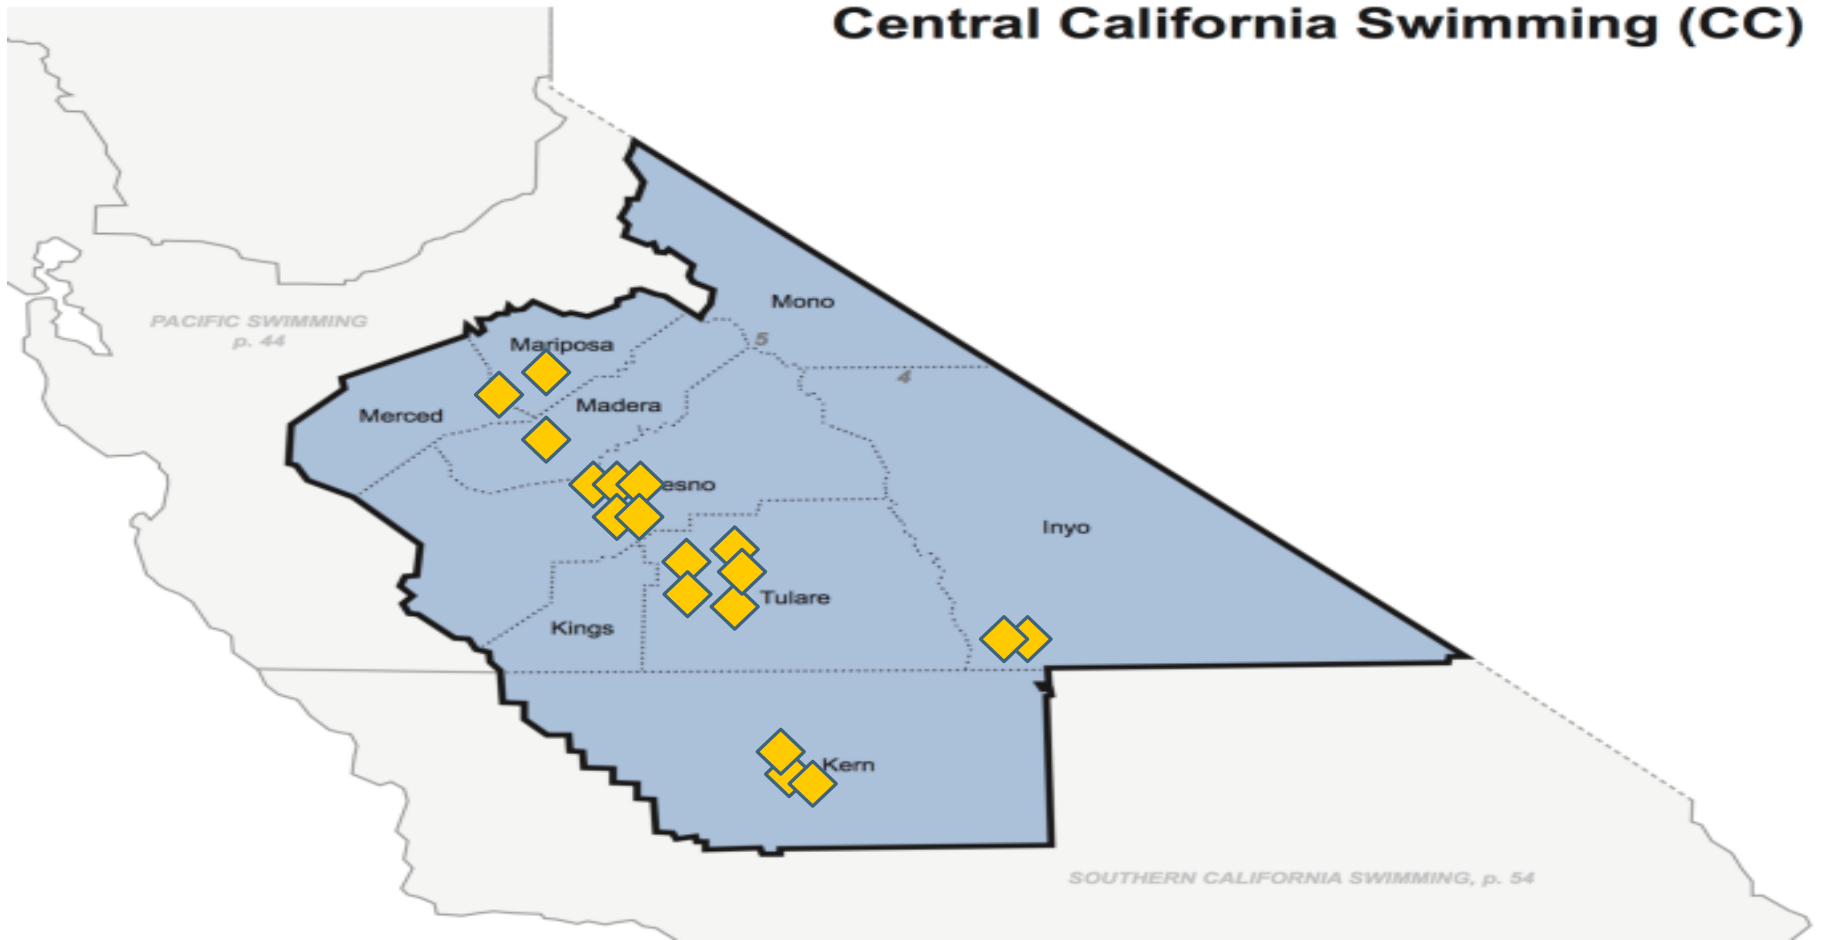 Central California Swimming (CC)
Mono
PACIFIC SWIMMING
p. 44
5
Mariposa
4
Madera
Merced
esno
Inyo
Tulare
Kings
Kern
SOUTHERN CALIFORNIA SWIMMING, p. 54